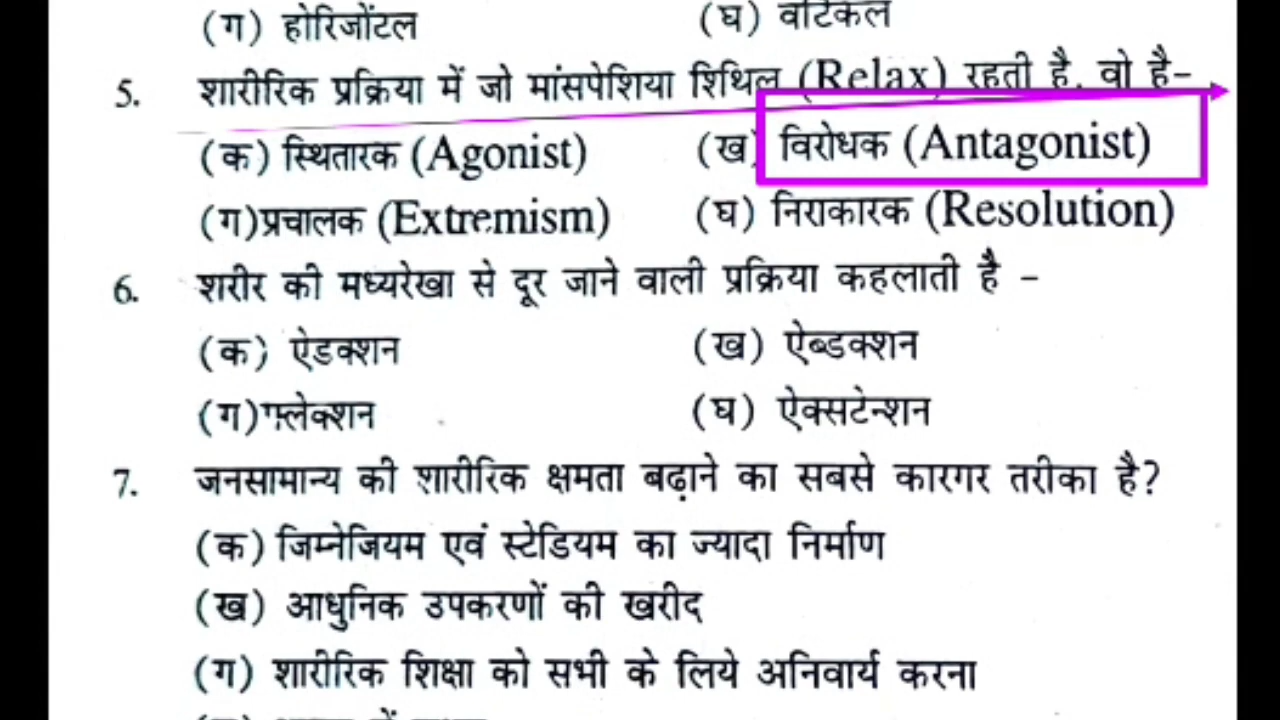 (ग) होरिजोंटल (घ) वर्टिकल
5. शारीरिक प्रक्रिया में जो मांसपेशिया शिथिल (Relax) रहती है, वो है-
(क) स्थितारक (Agonist) (ख) विरोधक (Antagonist)
(ग)प्रचालक (Extremism) (घ) निराकारक (Resolution)
6. शरीर की मध्यरेखा से दूर जाने वाली प्रक्रिया कहलाती है -
(क) ऐडक्शन (ख) ऐब्डक्शन
(ग)फ्लेक्शन (घ) ऐक्सटेन्शन
7. जनसामान्य की शारीरिक क्षमता बढ़ाने का सबसे कारगर तरीका है?
(क) जिम्नेजियम एवं स्टेडियम का ज्यादा निर्माण
(ख) आधुनिक उपकरणों की खरीद
(ग) शारीरिक शिक्षा को सभी के लिये अनिवार्य करना